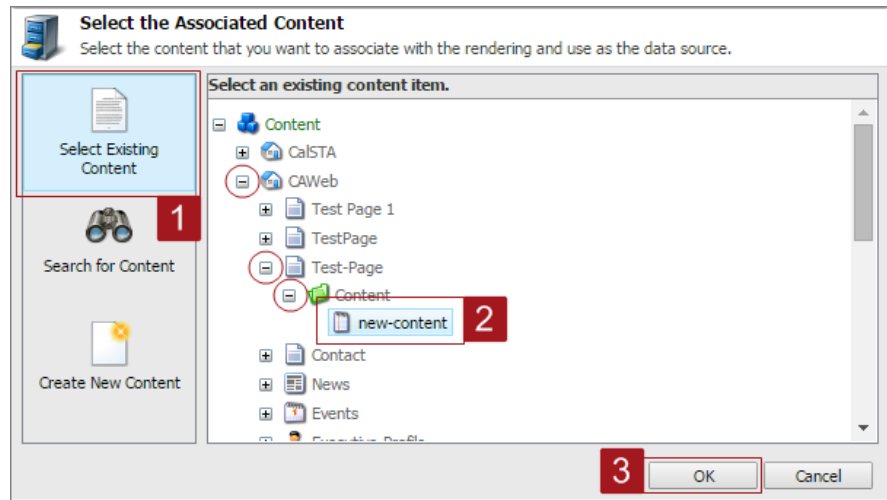 Select the Associated Content
Select the content that you want to associate with the rendering and use as the data source.
Select Existing
Content
1
Search for Content
Create New Content
Select an existing content item.
Content
CalSTA
CAWeb
Test Page 1
TestPage
Test-Page
Content
new-content
2
Contact
News
Events
Executive Profile
3
OK
Cancel